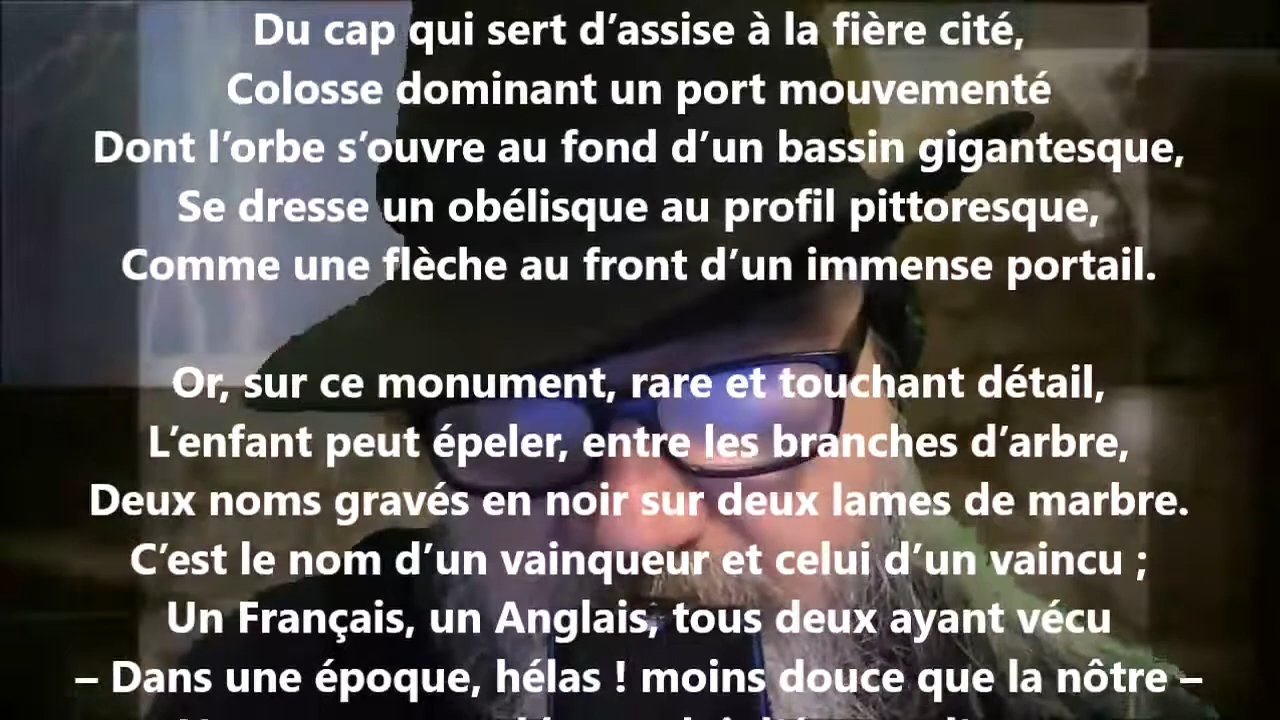 Du cap qui sert d’assise à la fière cité,
Colosse dominant un port mouvementé
Dont l’orbe s’ouvre au fond d’un bassin gigantesque,
Se dresse un obélisque au profil pittoresque,
Comme une flèche au front d’un immense portail.
Or, sur ce monument, rare et touchant détail,
L’enfant peut épeler, entre les branches d’arbre,
Deux noms gravés en noir sur deux lames de marbre.
C’est le nom d’un vainqueur et celui d’un vaincu ;
Un Français, un Anglais, tous deux ayant vécu
– Dans une époque, hélas ! moins douce que la nôtre –